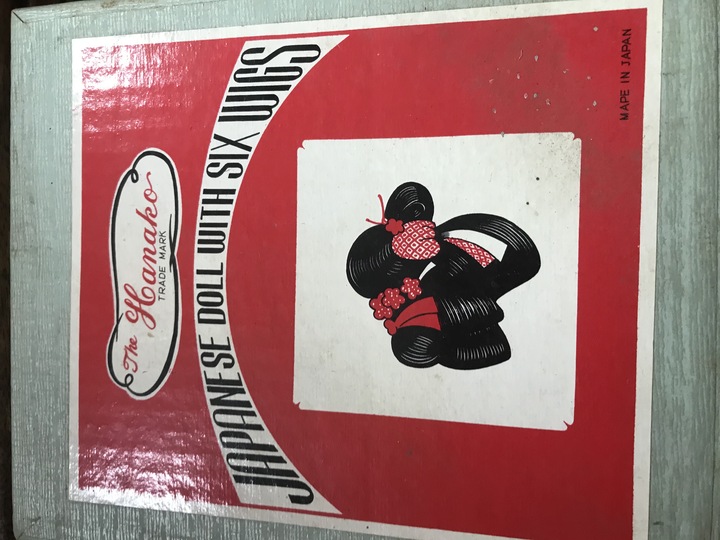 The Hanako
TRADE MARK
JAPANESE DOLL WITH SIX WIGS
MAPE IN JAPAN